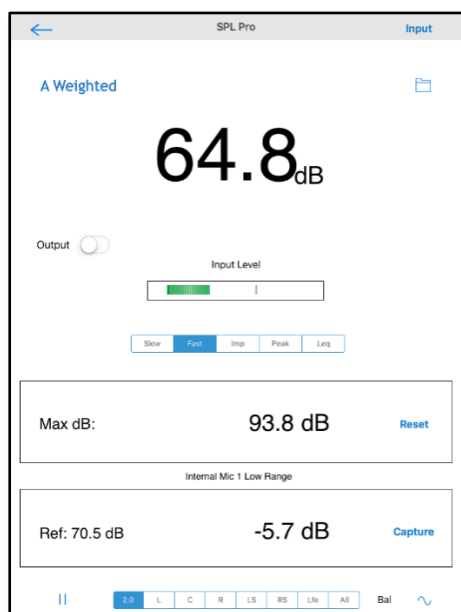 SPL Pro Input
A Weighted
64.8dB
Output
Input Level
Slow Fast Imp Peak Leq
Max dB: 93.8 dB Reset
Internal Mic 1 Low Range
Ref: 70.5 dB -5.7 dB Capture
2.0 L C R LS RS Lfe All Bal